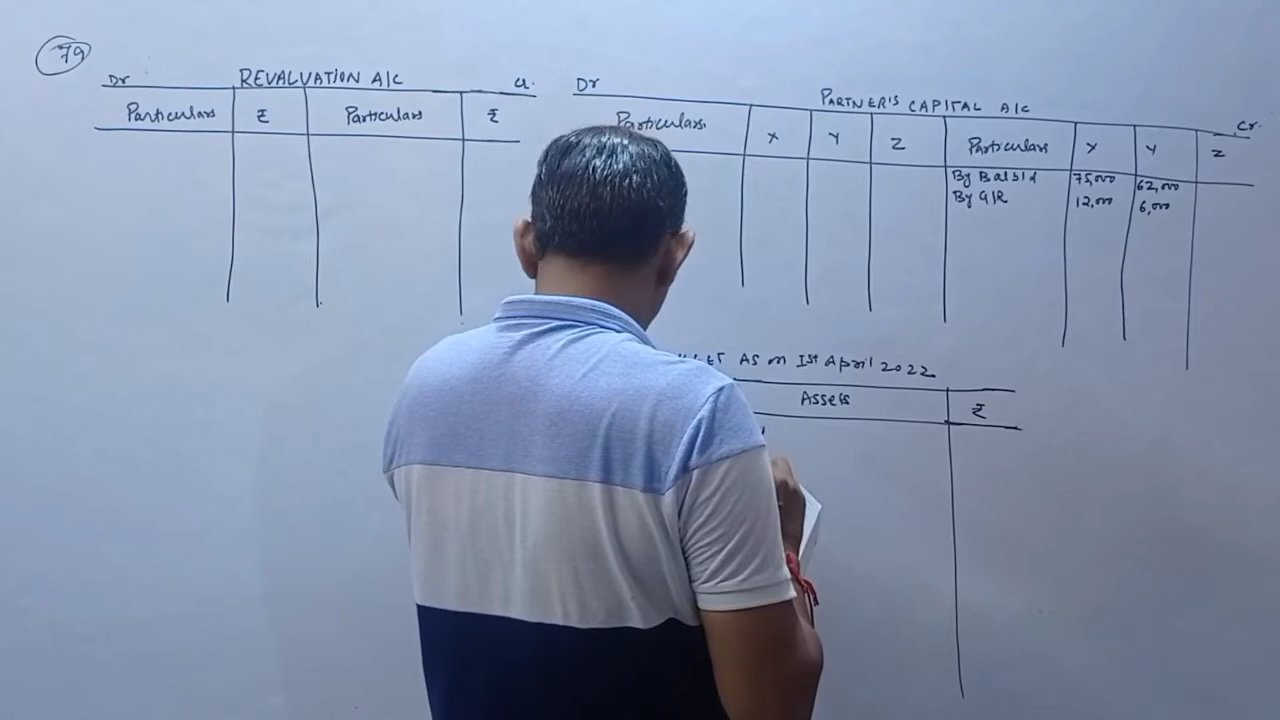 79
Dr REVALVATION A/C Cr.
Particulars ₹ Particulars ₹
Dr PARTNER'S CAPITAL A/C Cr.
Particulars X Y Z Particulars X Y Z
By Bal b/d 75,000 62,000
By G/R 12,000 6,000
AS on 1st April 2022
Assets ₹